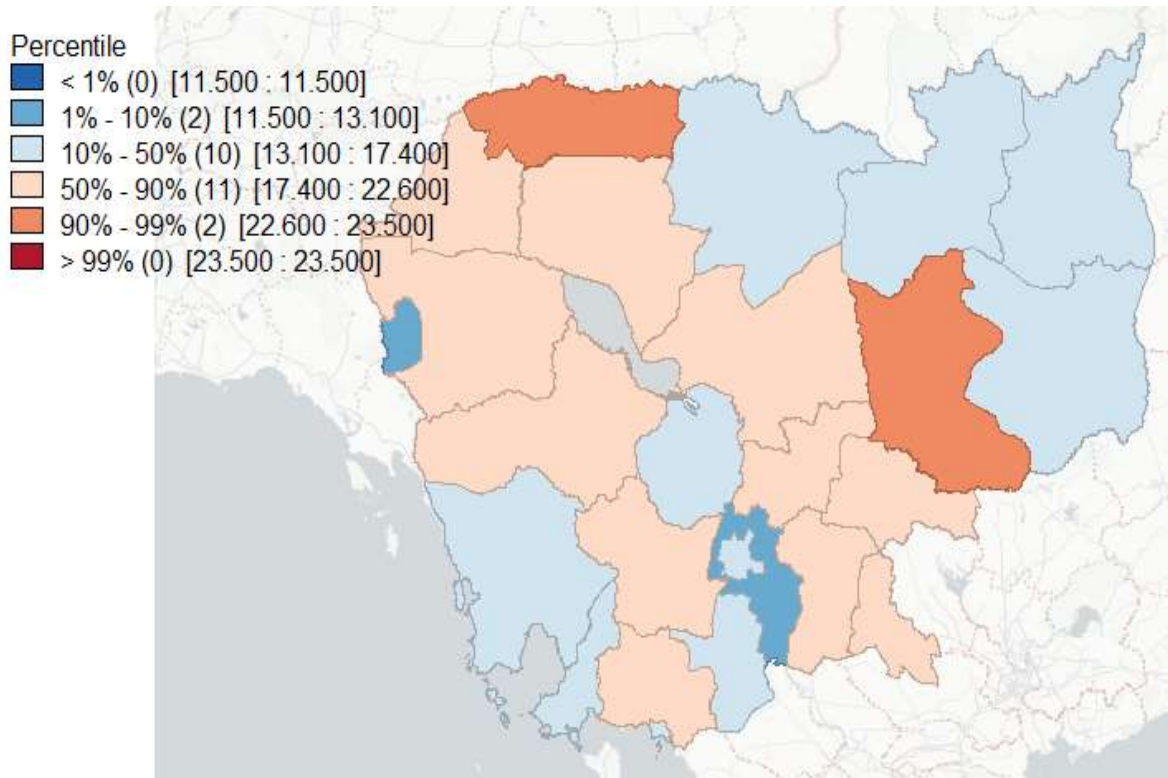 Percentile
< 1% (0) [11.500 : 11.500]
1% - 10% (2) [11.500 : 13.100]
10% - 50% (10) [13.100 : 17.400]
50% - 90% (11) [17.400 : 22.600]
90% - 99% (2) [22.600 : 23.500]
> 99% (0) [23.500 : 23.500]